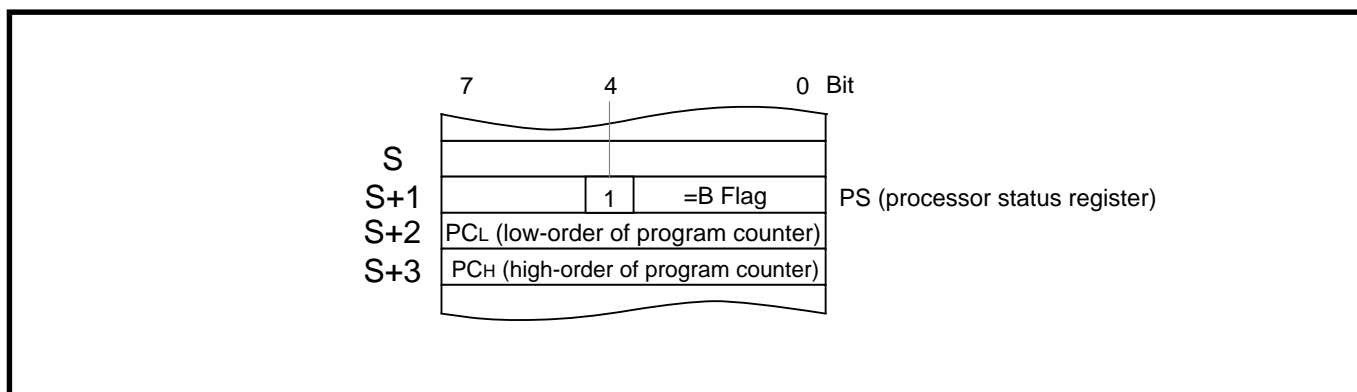 7 4 0 Bit
S
S+1 1 =B Flag PS (processor status register)
S+2 PCL (low-order of program counter)
S+3 PCH (high-order of program counter)